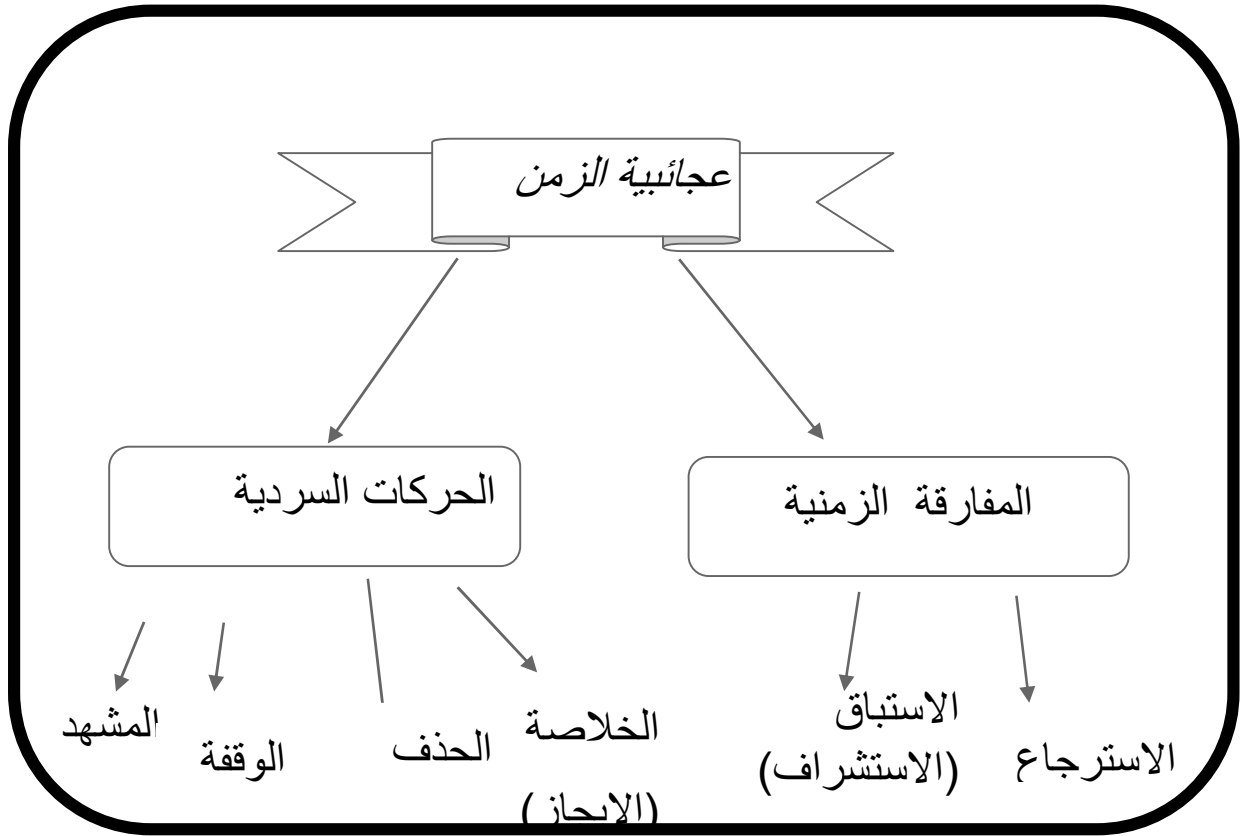 عجائبية الزمن
المفارقة الزمنية
الحركات السردية
الاسترجاع
الاستباق
(الاستشراف)
الخلاصة
(الايجاز)
الحذف
الوقفة
المشهد